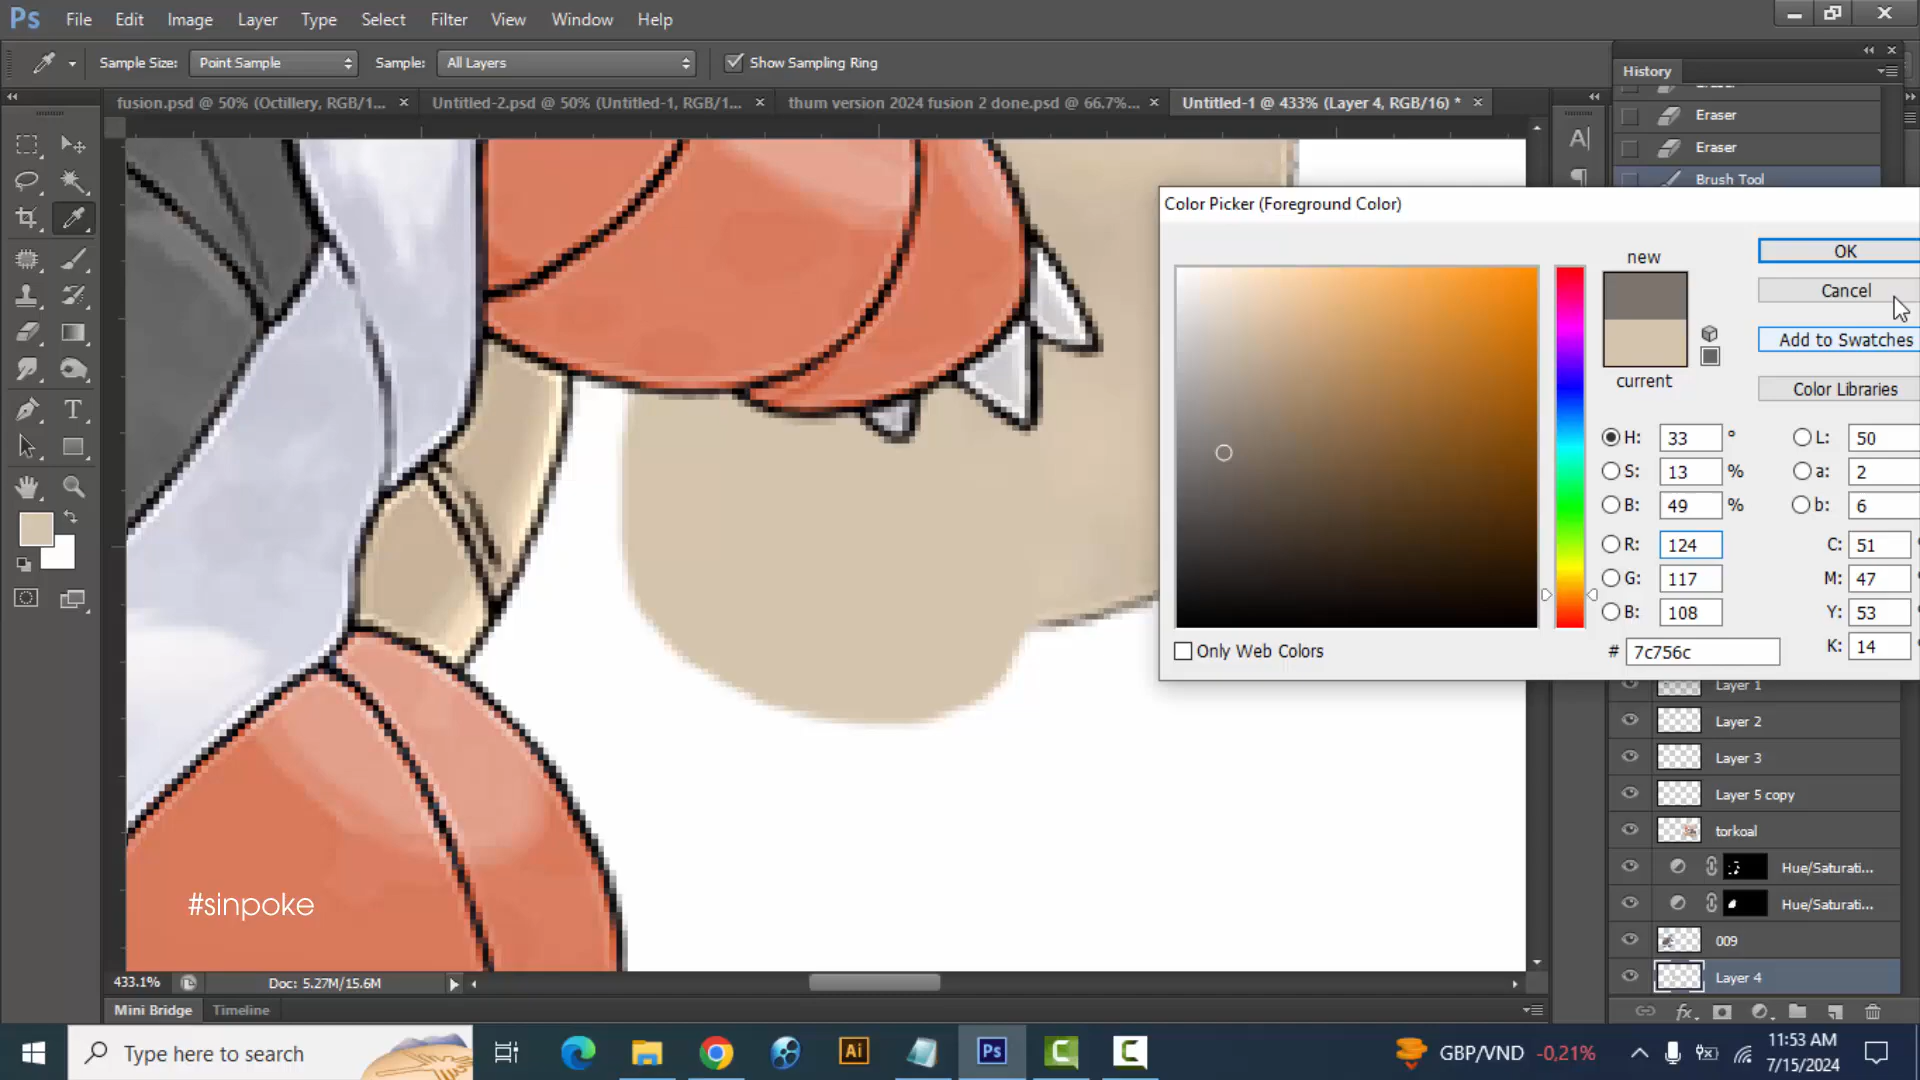 Ps File Edit Image Layer Type Select Filter View Window Help
Sample Size: Point Sample Sample: All Layers Show Sampling Ring
History
fusion.psd @ 50% (Octillery, RGB/1... × Untitled-2.psd @ 50% (Untitled-1, RGB/1... × thum version 2024 fusion 2 done.psd @ 66.7%... × Untitled-1 @ 433% (Layer 4, RGB/16) * ×
Eraser
Eraser
Brush Tool
Color Picker (Foreground Color)
new
OK
Cancel
Add to Swatches
current
Color Libraries
H: 33 ° L: 50
S: 13 % a: 2
B: 49 % b: 6
R: 124 C: 51
G: 117 M: 47
B: 108 Y: 53
# 7c756c K: 14
Only Web Colors
Layer 1
Layer 2
Layer 3
Layer 5 copy
torkoal
Hue/Saturati...
Hue/Saturati...
009
Layer 4
#sinpoke
433.1% Doc: 5.27M/15.6M
Mini Bridge Timeline
Type here to search
Ai
Ps
GBP/VND -0,21%
11:53 AM
7/15/2024